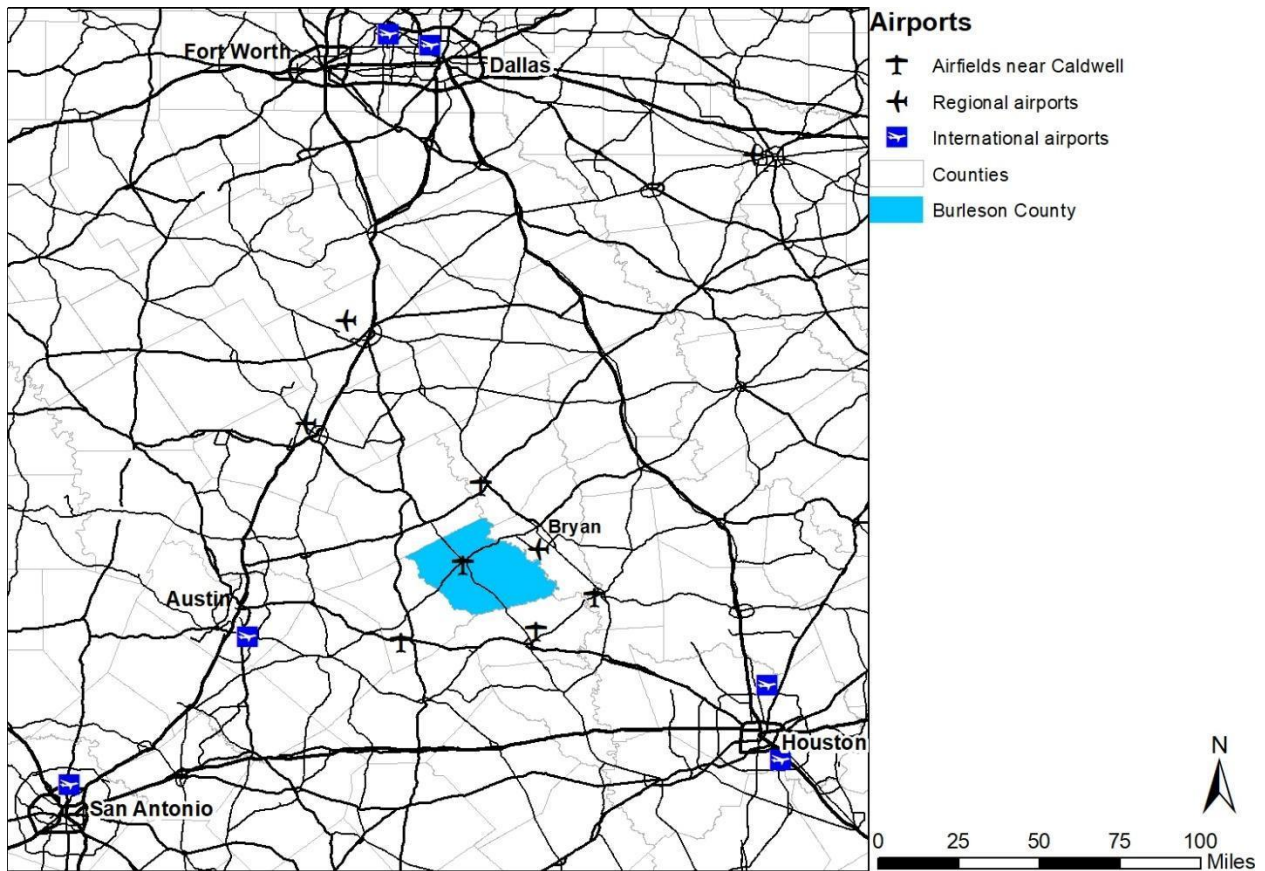 Fort Worth
Dallas
Bryan
Austin
Houston
San Antonio
Airports
Airfields near Caldwell
Regional airports
International airports
Counties
Burleson County
N
0 25 50 75 100
Miles